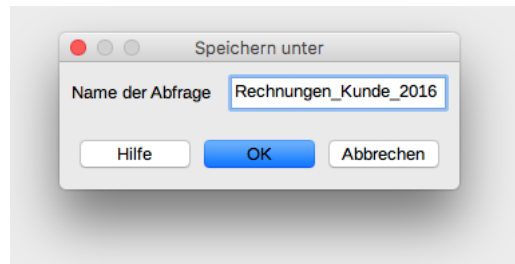 Speichern unter
Name der Abfrage Rechnungen_Kunde_2016
Hilfe OK Abbrechen